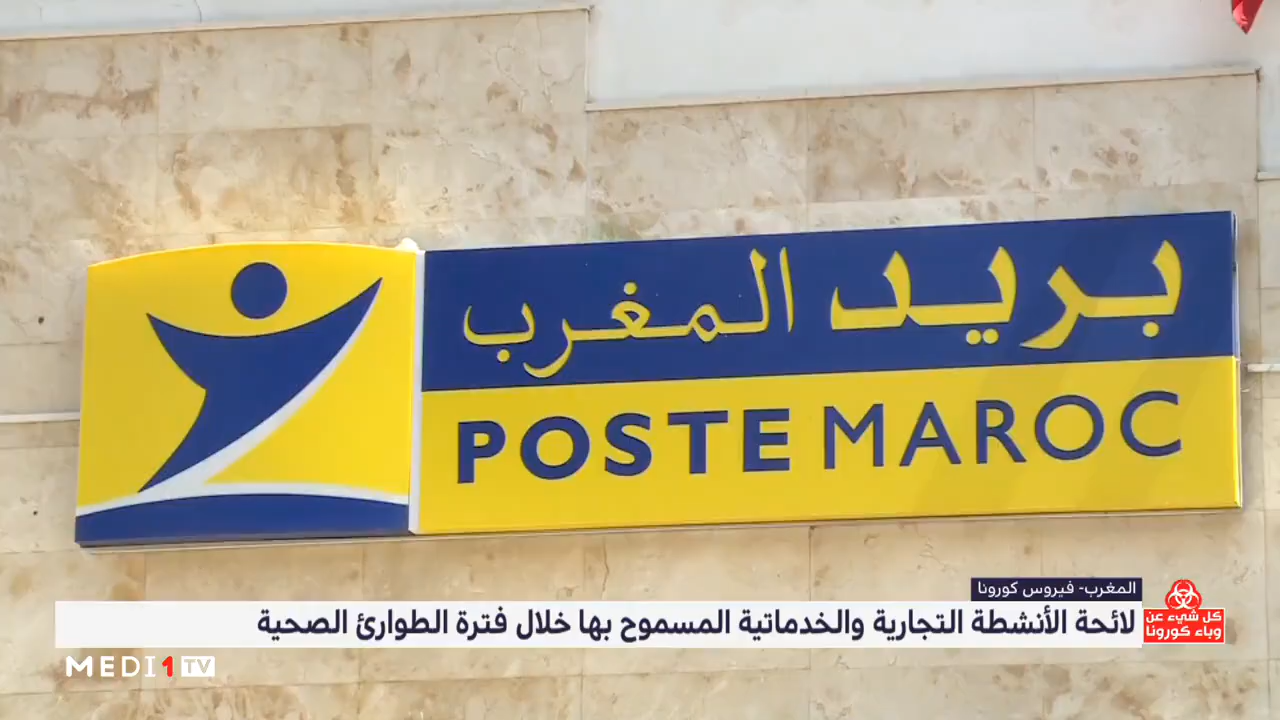 بريد المغرب
POSTE MAROC
المغرب- فيروس كورونا
لائحة الأنشطة التجارية والخدماتية المسموح بها خلال فترة الطوارئ الصحية
كل شيء عن
وباء كورونا
MEDI1TV